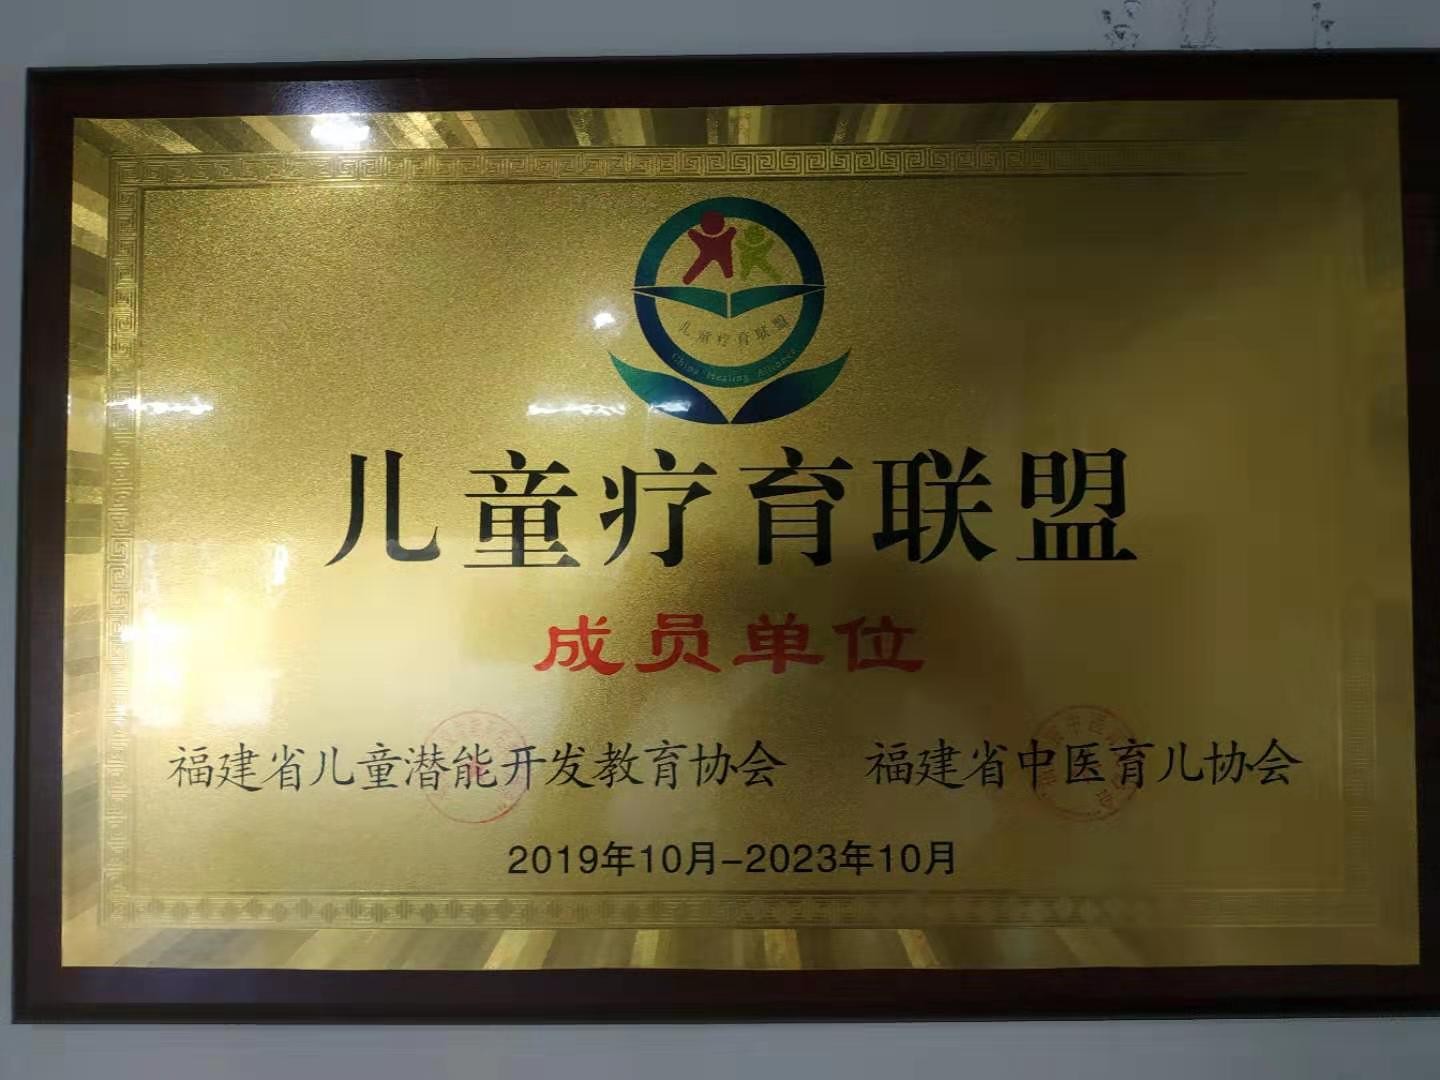 儿童疗育联盟
China Healing Alliance
儿童疗育联盟
成员单位
福建省儿童潜能开发教育协会 福建省中医育儿协会
2019年10月-2023年10月